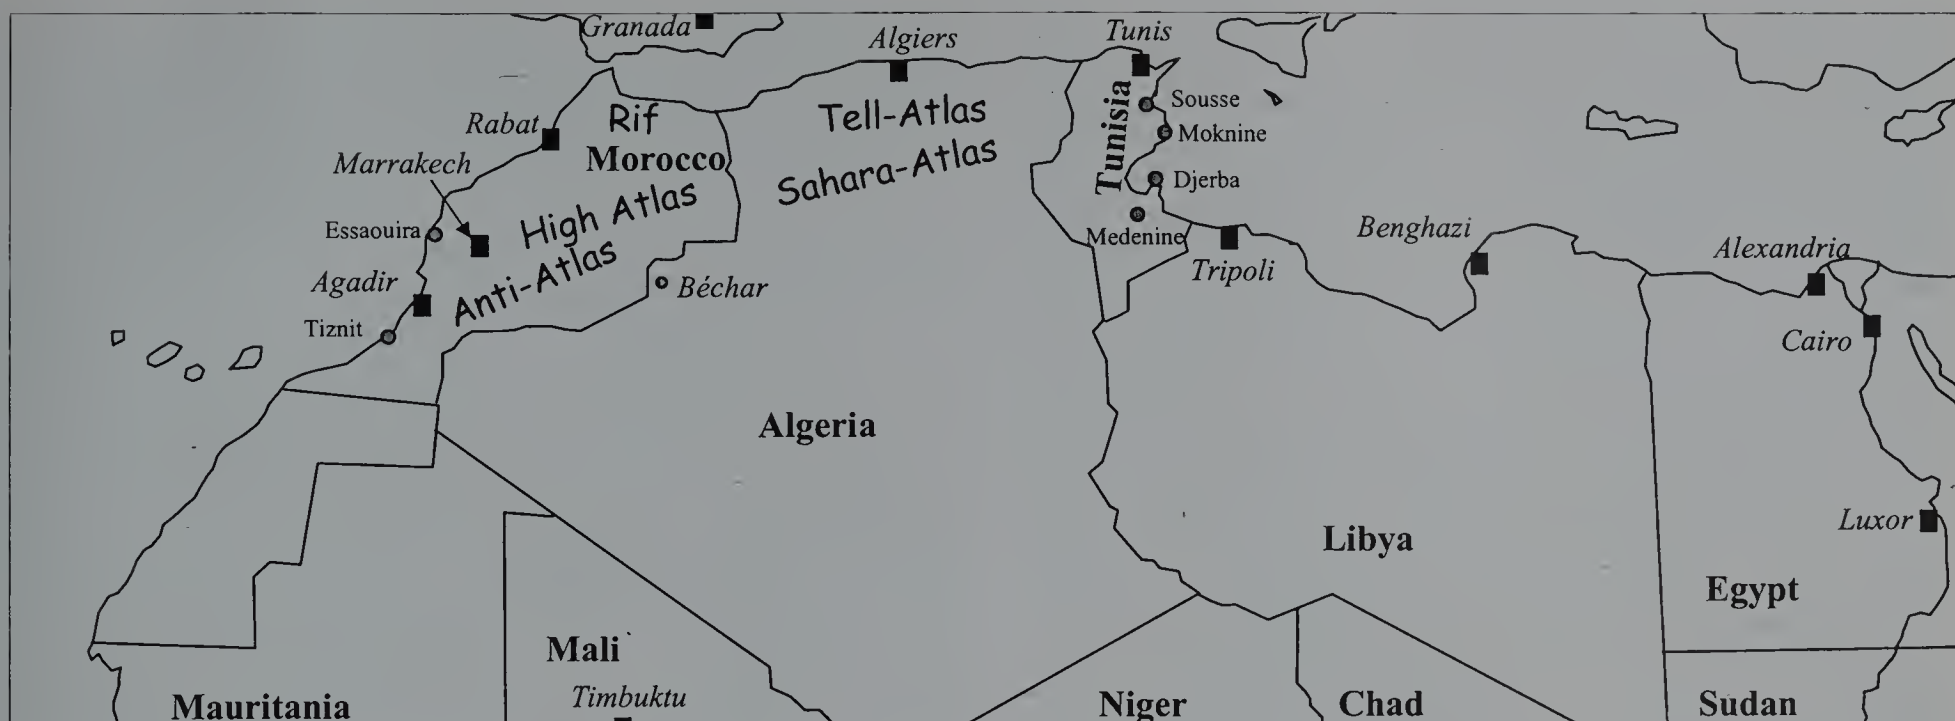 Granada
Algiers
Tunis
Rabat
Rif
Tell-Atlas
Tunisia
Sousse
Moknine
Marrakech
Morocco
Sahara-Atlas
Djerba
Essaouira
High Atlas
Medenine
Benghazi
Alexandria
Agadir
Anti-Atlas
Béchar
Tripoli
Tiznit
Cairo
Algeria
Luxor
Libya
Egypt
Mali
Timbuktu
Mauritania
Niger
Chad
Sudan